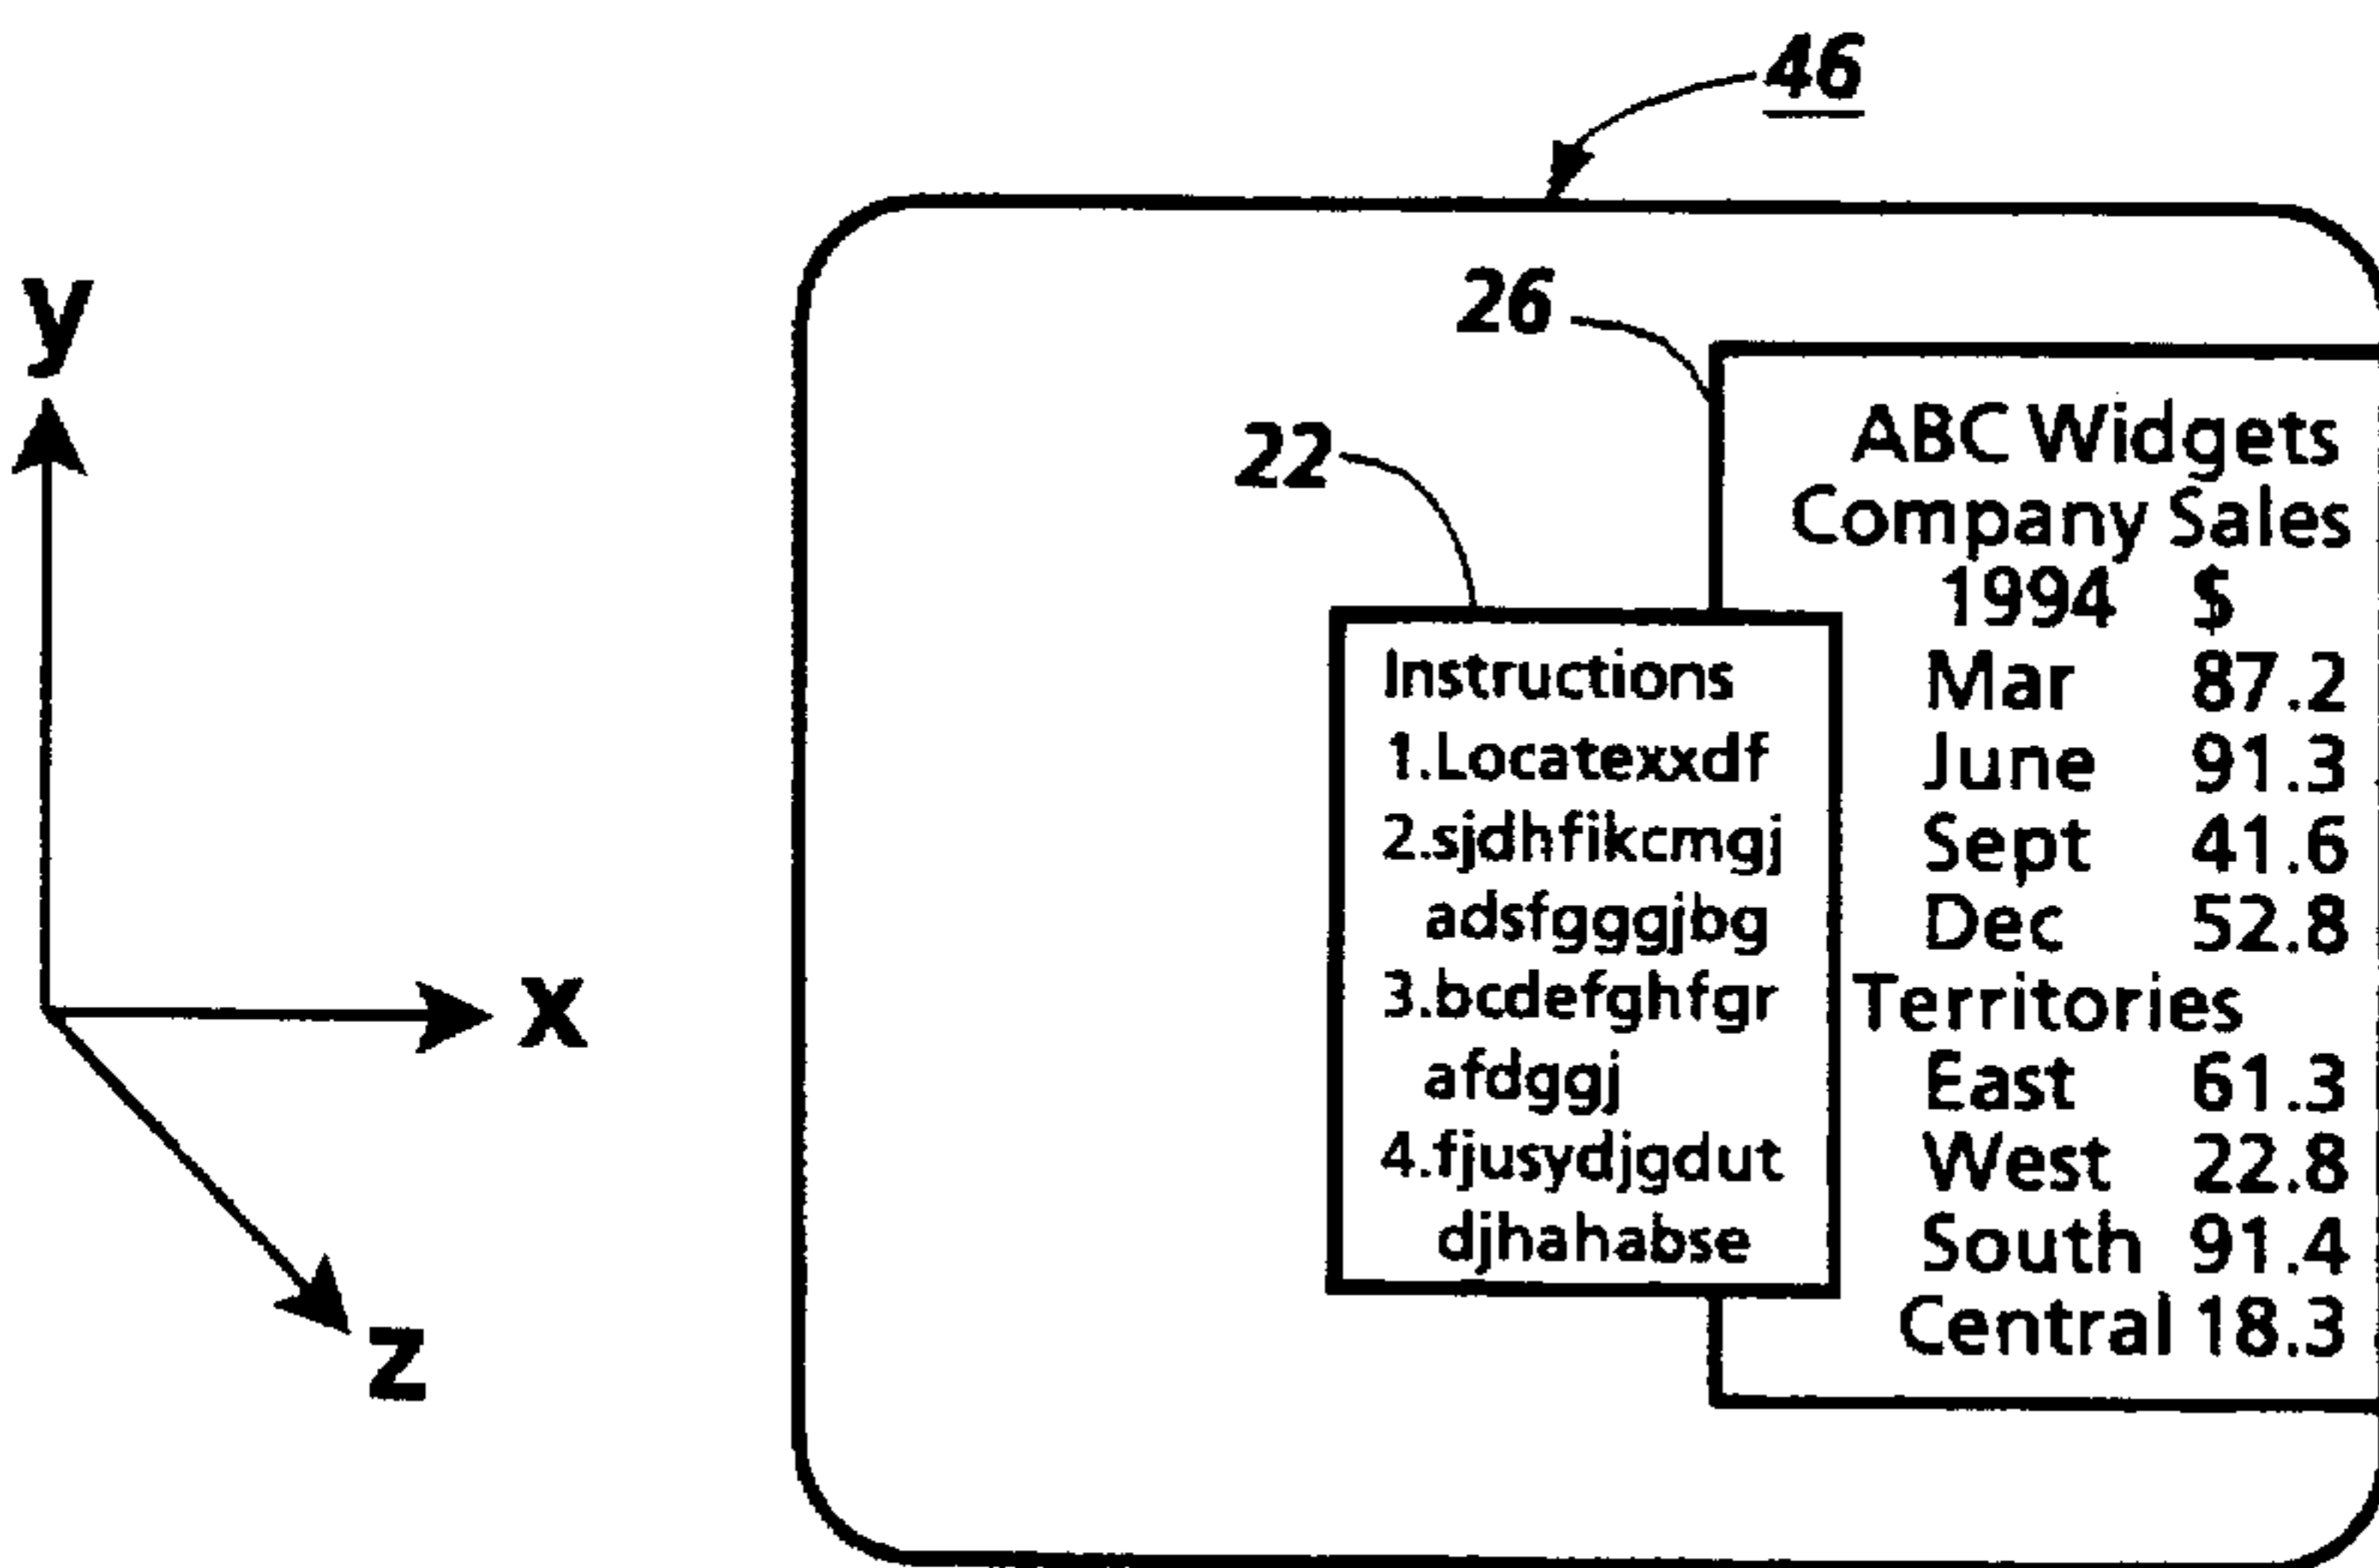 46
26
22
y
x
z
ABC Widgets
Company Sales
1994 $
Mar 87.2
June 91.3
Sept 41.6
Dec 52.8
Territories
East 61.3
West 22.8
South 91.4
Central 18.3
Instructions
1.Locatexxdf
2.sjdhfikcmgj
adsfgggjbg
3.bcdefghfgr
afdggj
4.fjusydjgdut
djhahabse